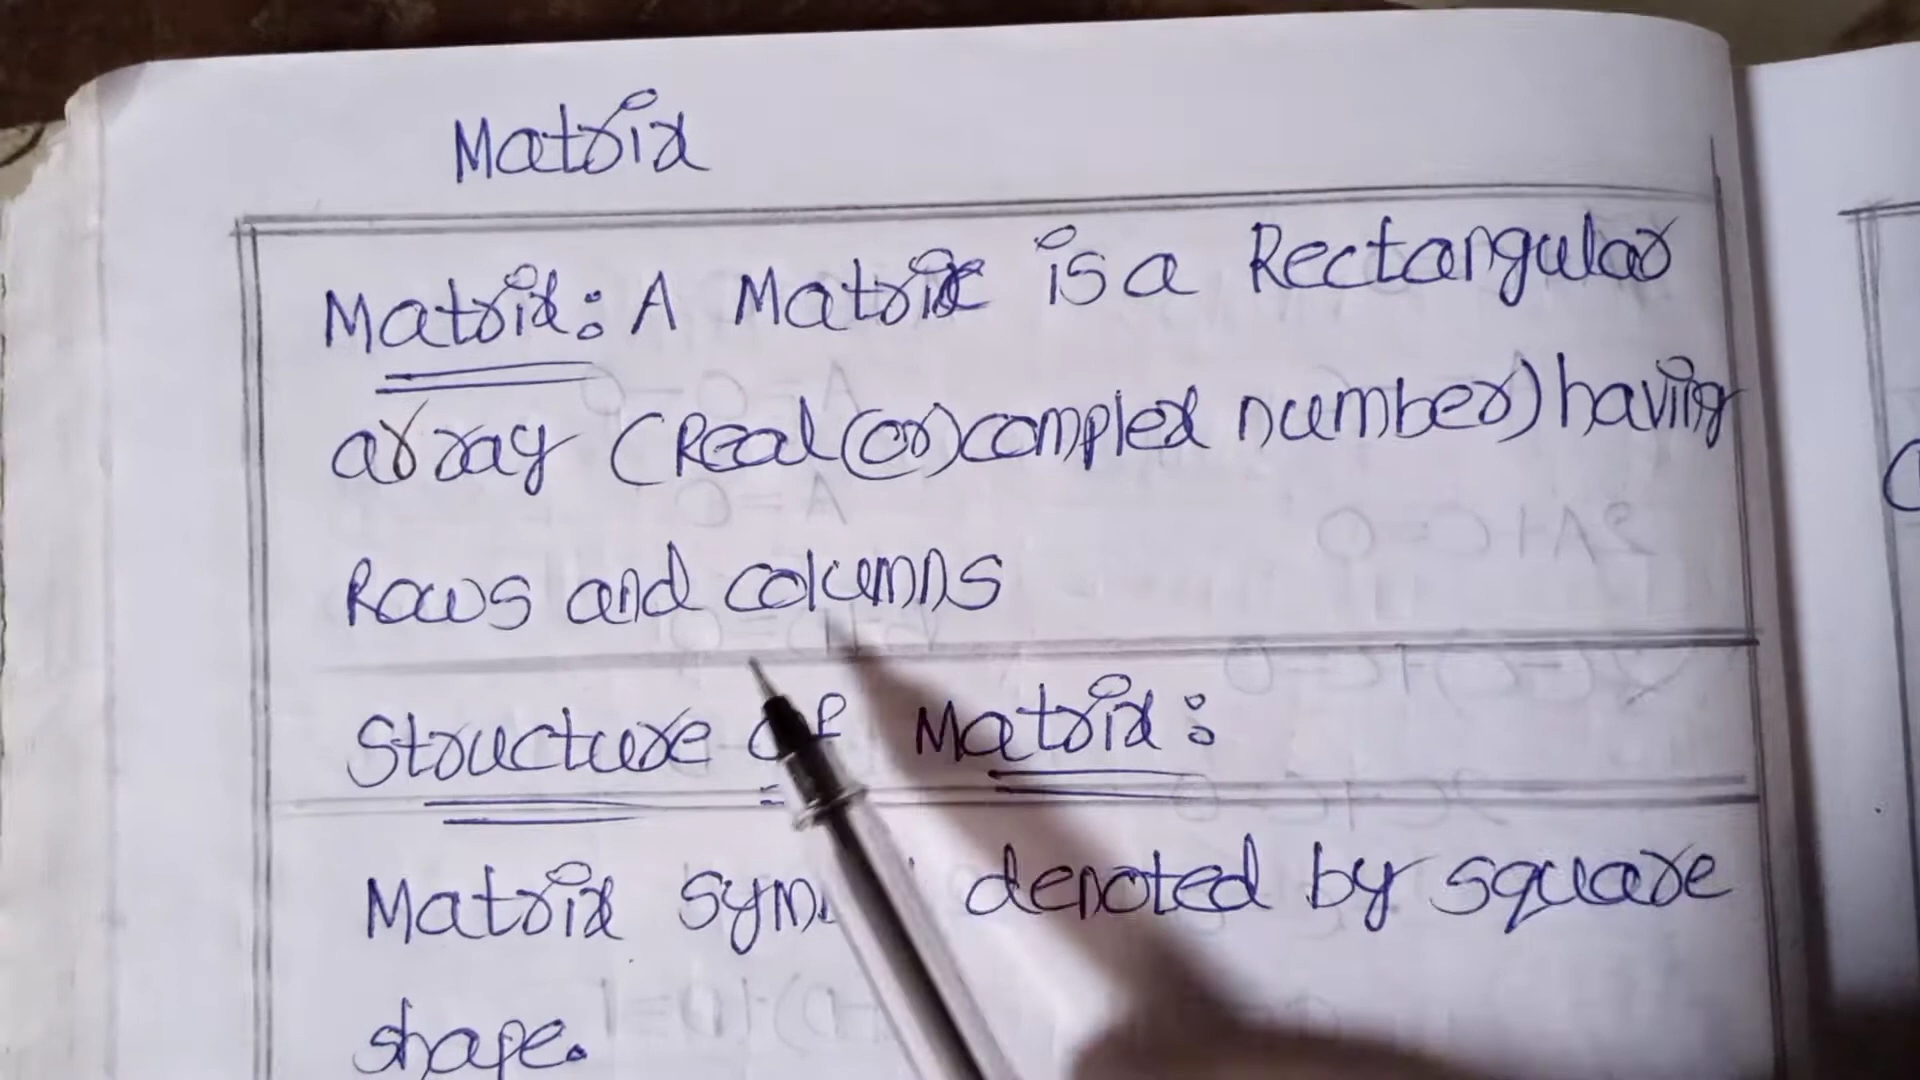 Matrix
Matrix: A Matrix is a Rectangular
array (Real (or) complex number) having
Rows and columns
Structure of Matrix:
Matrix denoted by square
shape.